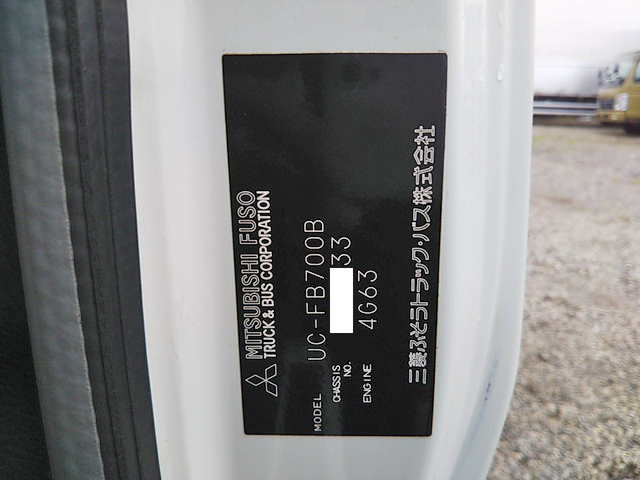 MITSUBISHI FUSO
TRUCK & BUS CORPORATION
MODEL UC-FB700B
CHASSIS NO. 33
ENGINE 4G63
三菱ふそうトラック・バス株式会社